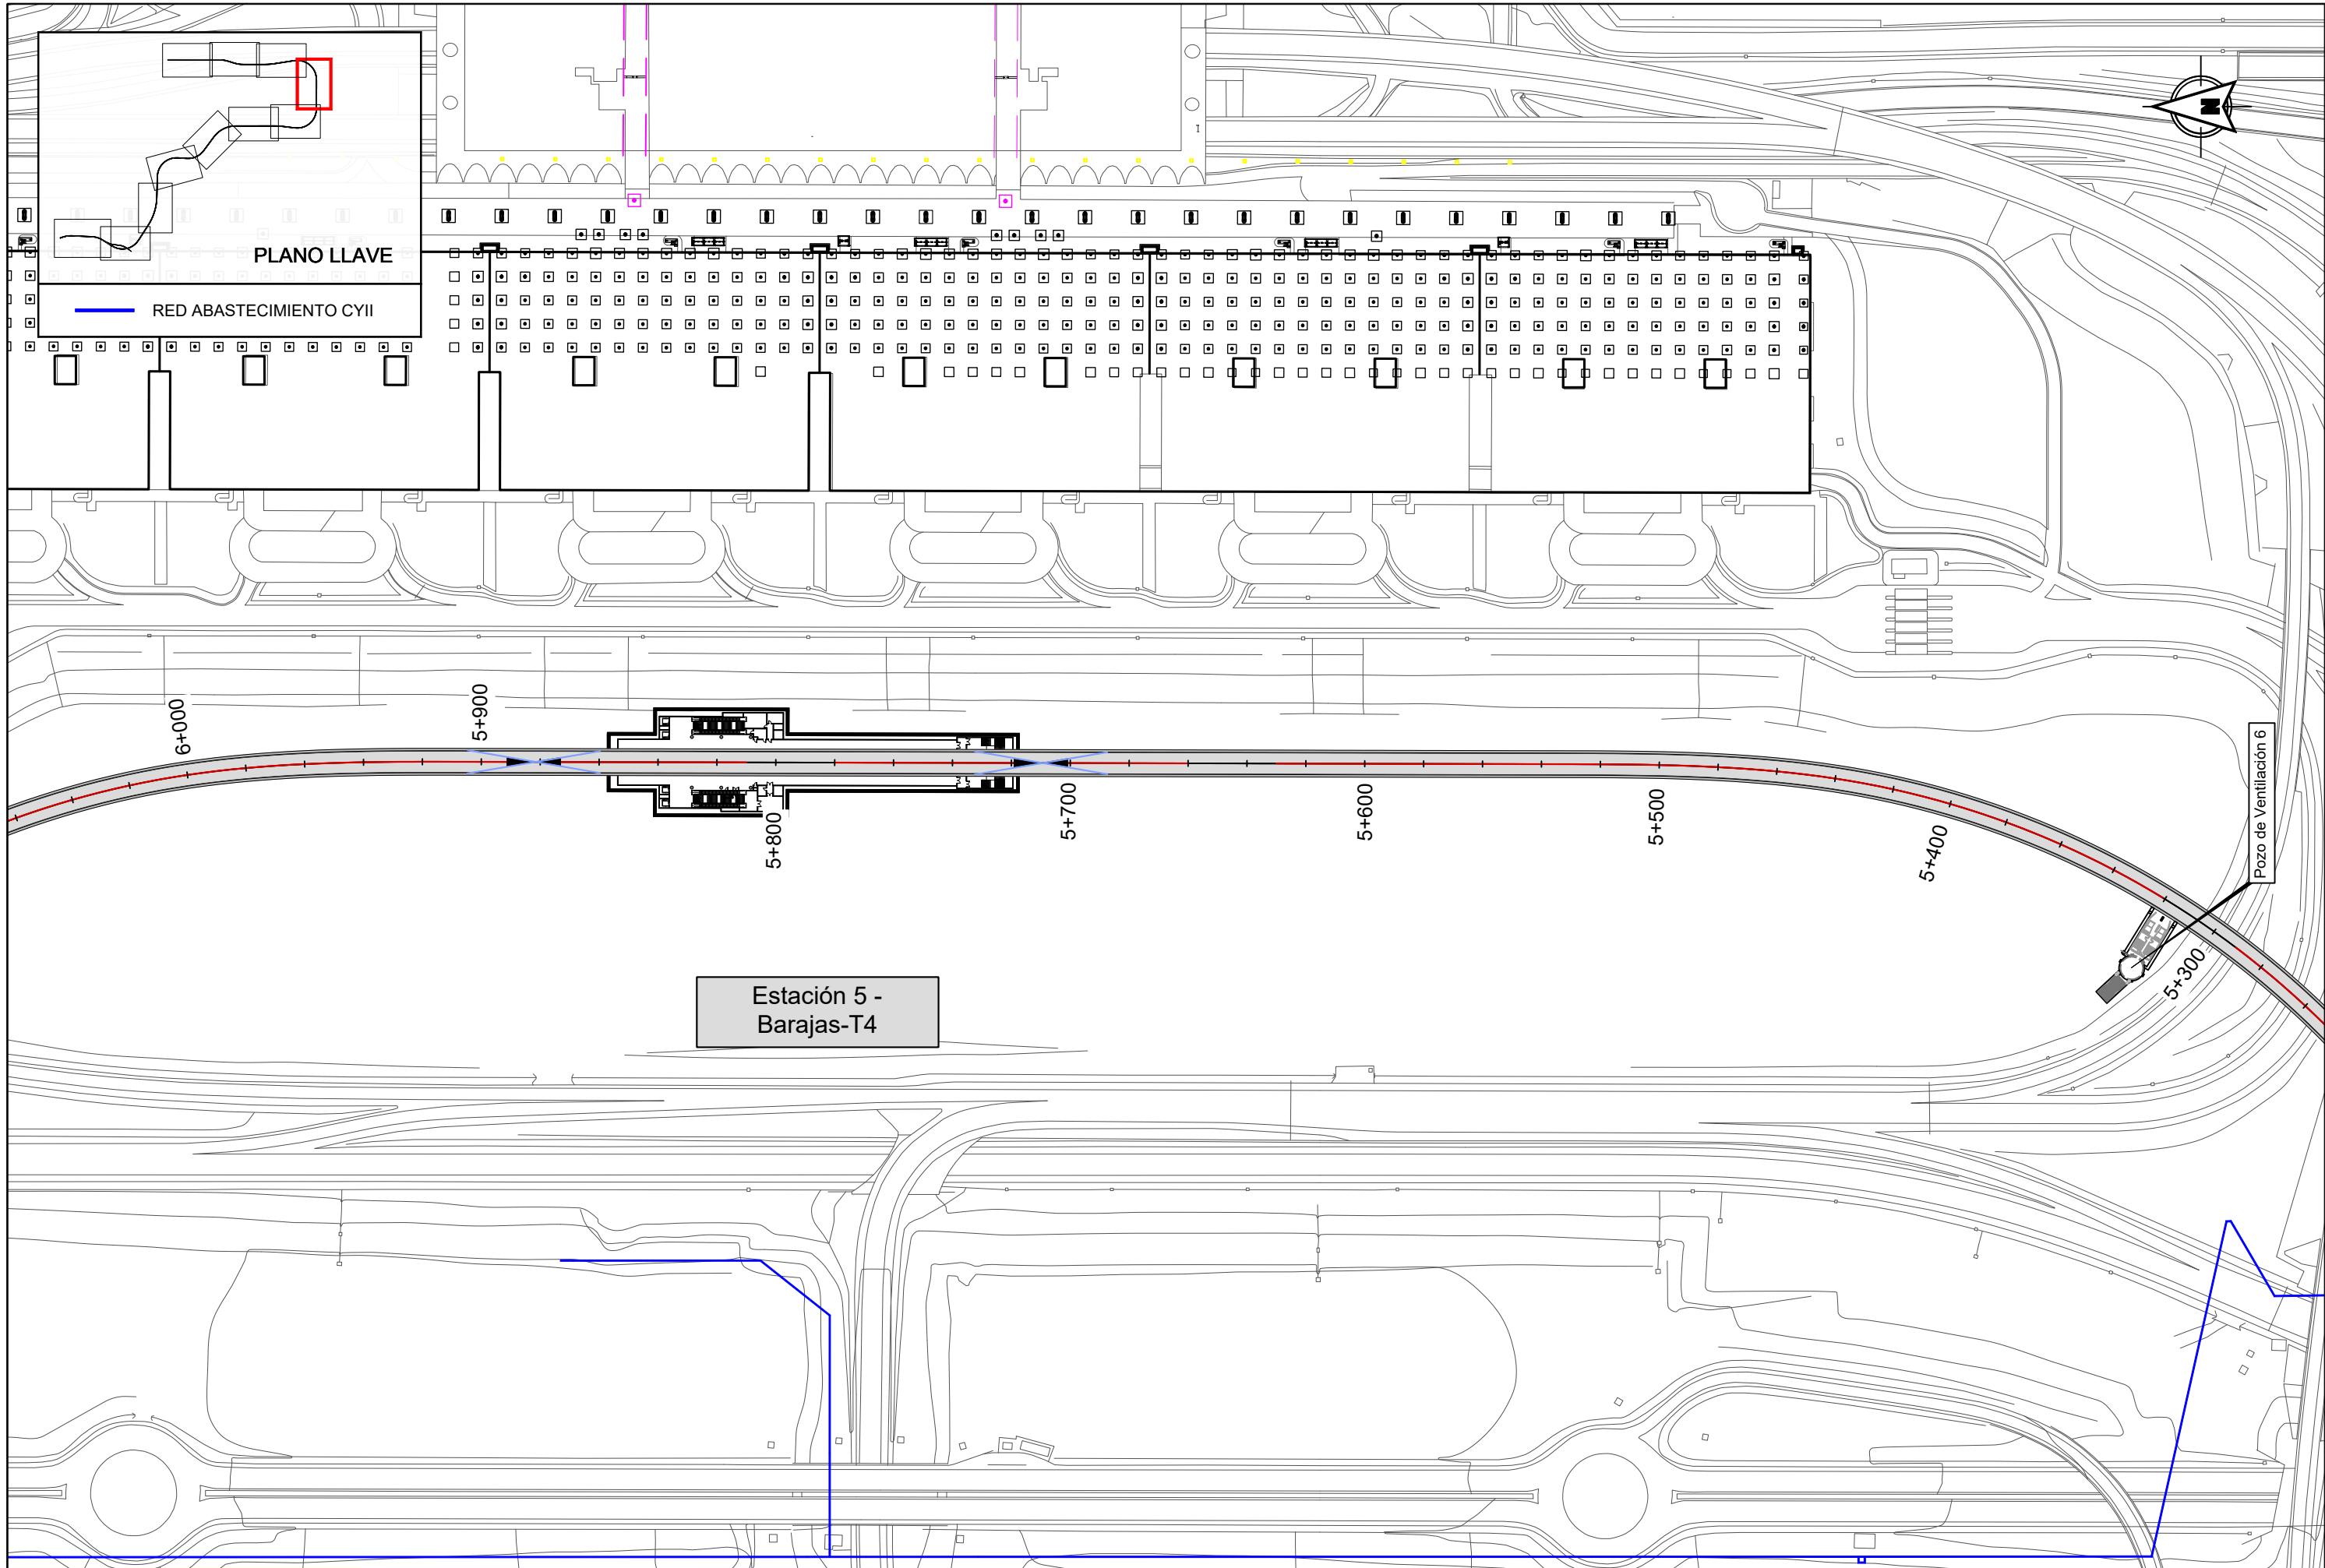 PLANO LLAVE
RED ABASTECIMIENTO CYII
N
6+000
5+900
5+800
5+700
5+600
5+500
5+400
5+300
Pozo de Ventilación 6
Estación 5 -
Barajas-T4